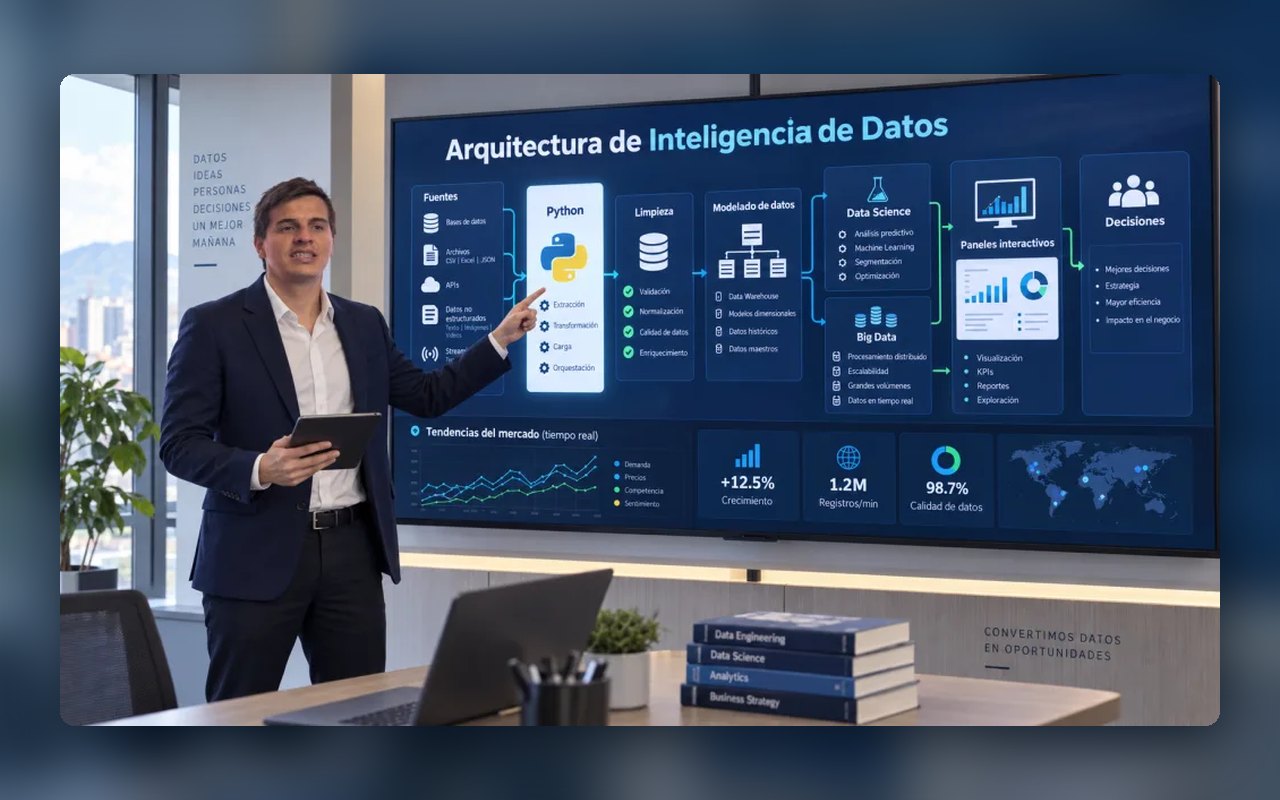 DATOS
IDEAS
PERSONAS
DECISIONES
UN MEJOR
MAÑANA
Arquitectura de Inteligencia de Datos
Fuentes
Bases de datos
Archivos
CSV | Excel | JSON
APIs
Datos no
estructurados
Texto | Imágenes |
Videos
Python
Extracción
Transformación
Carga
Orquestación
Limpieza
Validación
Normalización
Calidad de datos
Enriquecimiento
Modelado de datos
Data Warehouse
Modelos dimensionales
Datos históricos
Datos maestros
Data Science
Análisis predictivo
Machine Learning
Segmentación
Optimización
Big Data
Procesamiento distribuido
Escalabilidad
Grandes volúmenes
Datos en tiempo real
Paneles interactivos
Visualización
KPIs
Reportes
Exploración
Decisiones
Mejores decisiones
Estrategia
Mayor eficiencia
Impacto en el negocio
Tendencias del mercado (tiempo real)
Demanda
Precios
Competencia
Sentimiento
+12.5%
Crecimiento
1.2M
Registros/min
98.7%
Calidad de datos
Data Engineering
Data Science
Analytics
Business Strategy
CONVERTIMOS DATOS
EN OPORTUNIDADES